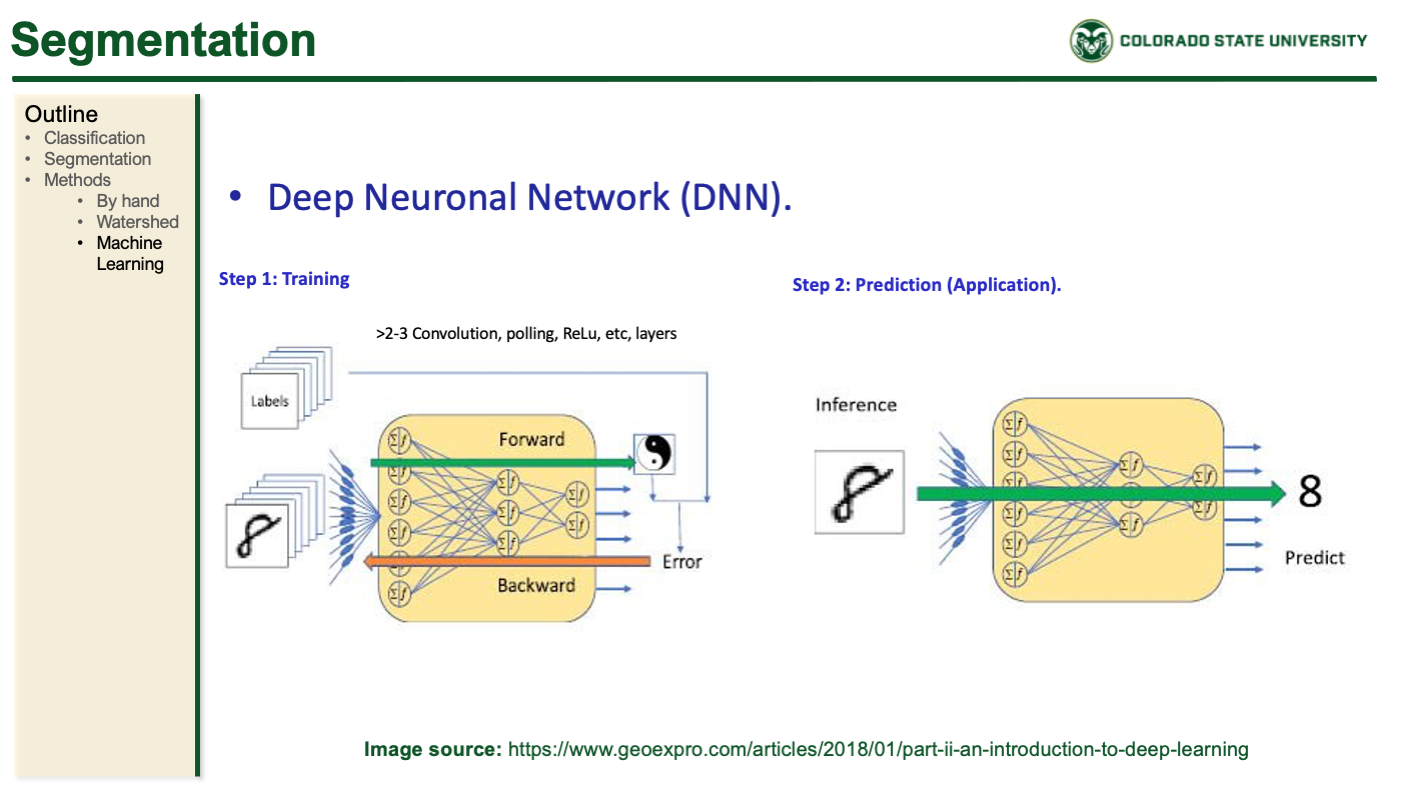 Segmentation
COLORADO STATE UNIVERSITY
Outline
• Classification
• Segmentation
• Methods
• By hand
• Watershed
• Machine
Learning
• Deep Neuronal Network (DNN).
Step 1: Training
>2-3 Convolution, polling, ReLu, etc, layers
Labels
Forward
Σ f
Σ f
Σ f
Σ f
Σ f
Σ f
Σ f
Σ f
Σ f
Σ f
Error
Backward
Step 2: Prediction (Application).
Inference
8
Σ f
Σ f
Σ f
Σ f
Σ f
Σ f
Σ f
Σ f
Σ f
8
Predict
Image source: https://www.geoexpro.com/articles/2018/01/part-ii-an-introduction-to-deep-learning